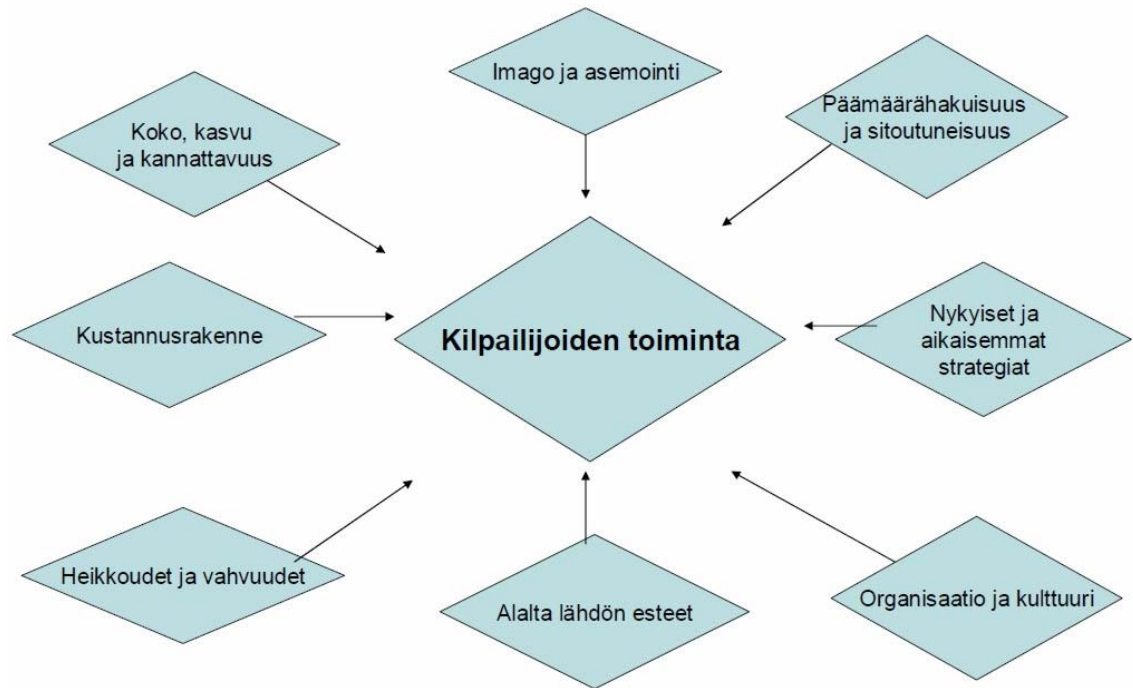 Imago ja asemointi
Koko, kasvu
ja kannattavuus
Päämäärähakuisuus
ja sitoutuneisuus
Kustannusrakenne
Kilpailijoiden toiminta
Nykyiset ja
aikaisemmat
strategiat
Heikkoudet ja vahvuudet
Alalta lähdön esteet
Organisaatio ja kulttuuri